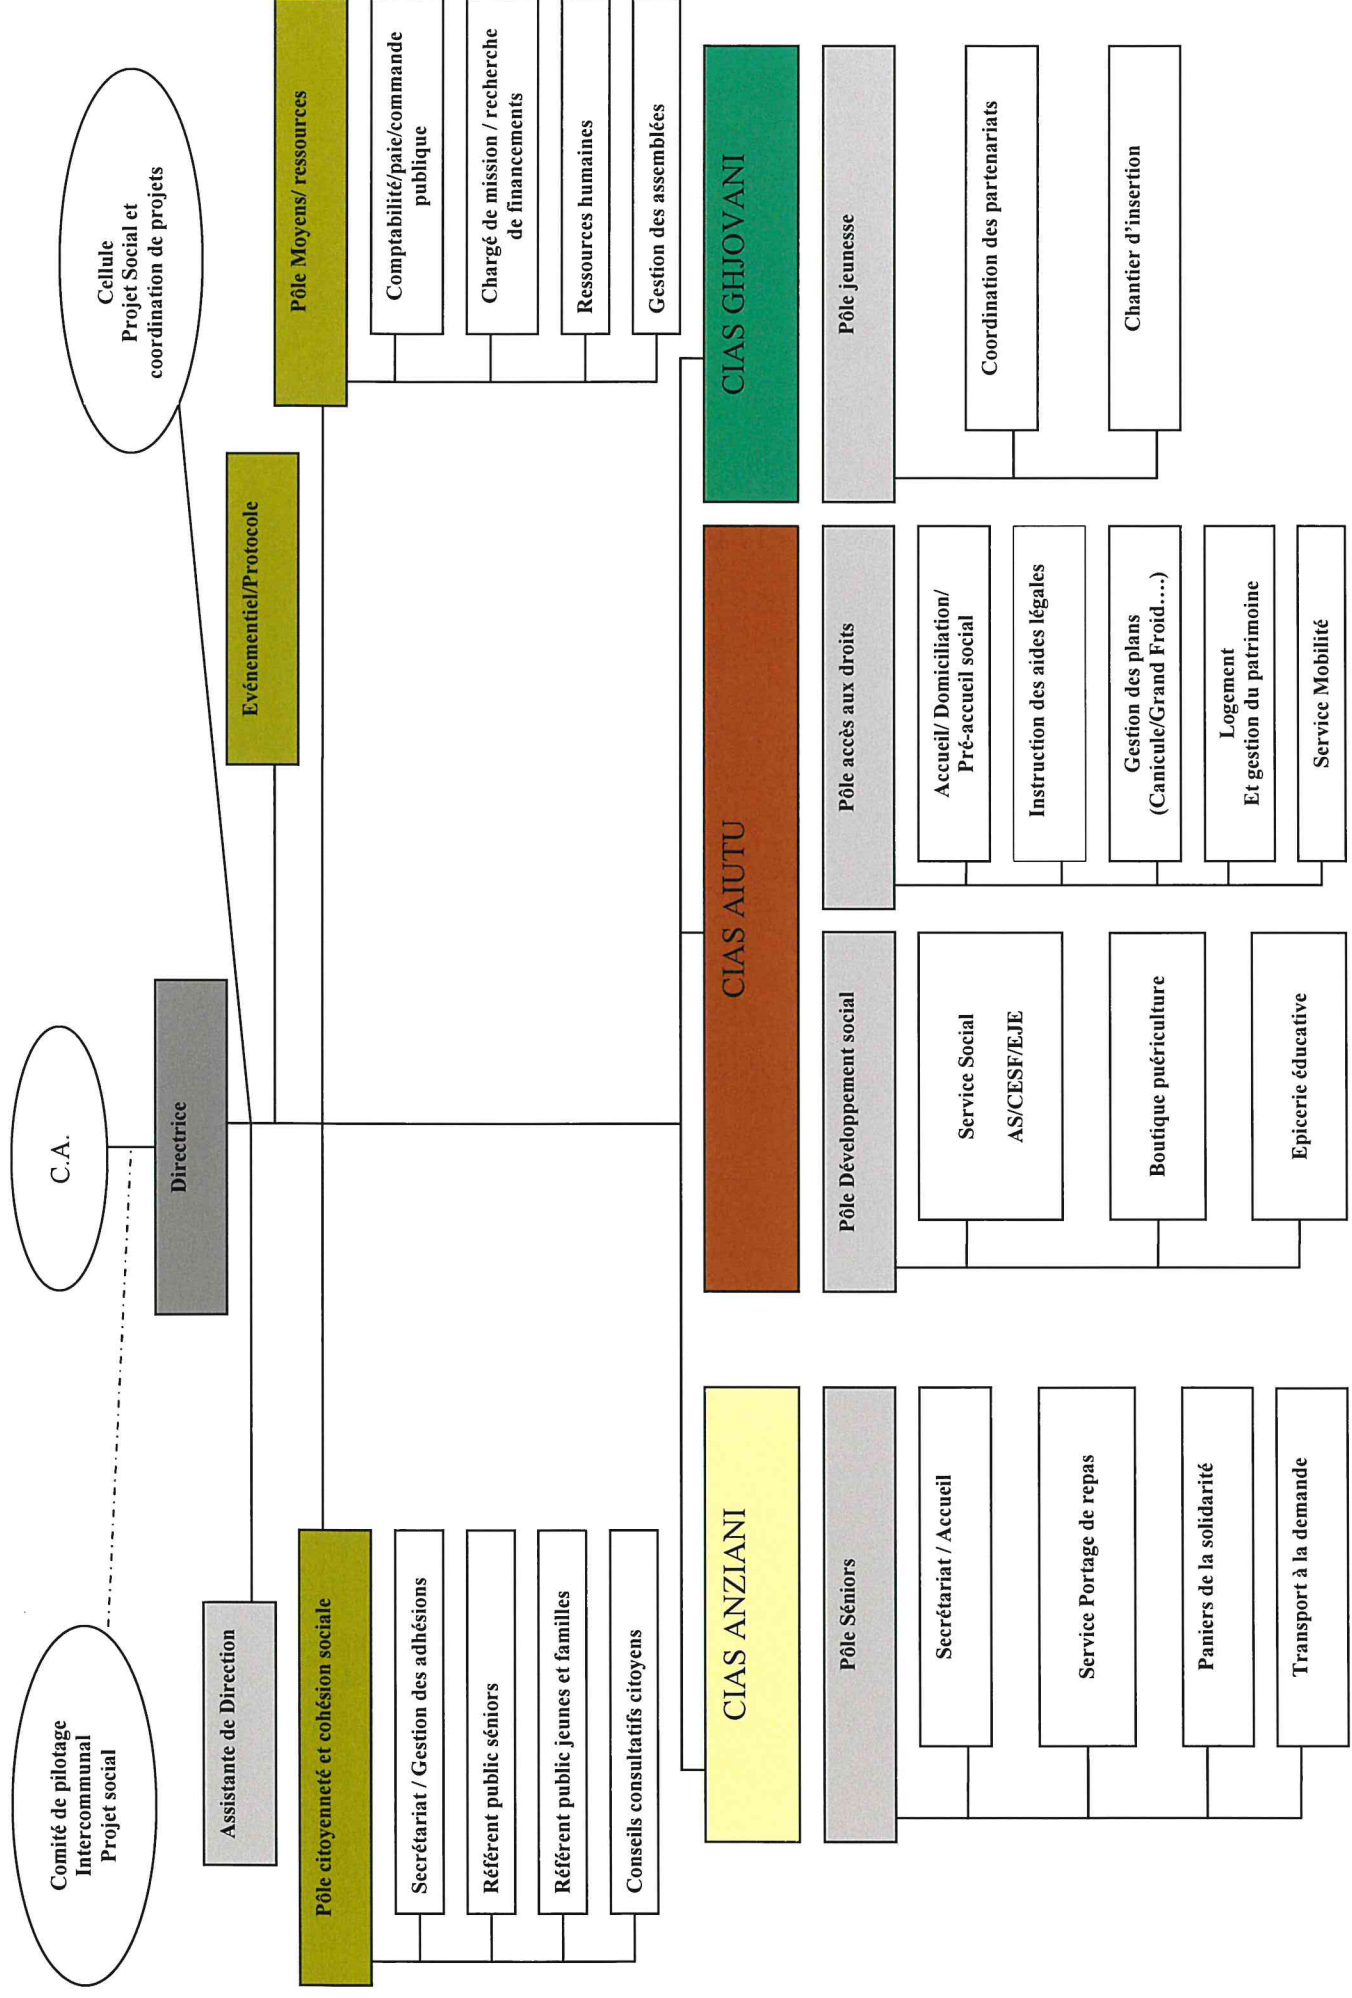 C.A.
Comité de pilotage
Intercommunal
Projet social
Cellule
Projet Social et
coordination de projets
Directrice
Assistante de Direction
Evénementiel/Protocole
Pôle citoyenneté et cohésion sociale
Secrétariat / Gestion des adhésions
Référent public séniors
Référent public jeunes et familles
Conseils consultatifs citoyens
Pôle Moyens/ ressources
Comptabilité/paie/commande
publique
Chargé de mission / recherche
de financements
Ressources humaines
Gestion des assemblées
CIAS ANZIANI
Pôle Séniors
Secrétariat / Accueil
Service Portage de repas
Paniers de la solidarité
Transport à la demande
CIAS AIUTU
Pôle Développement social
Service Social
AS/CESF/EJE
Boutique puériculture
Epicerie éducative
Pôle accès aux droits
Accueil/ Domiciliation/
Pré-accueil social
Instruction des aides légales
Gestion des plans
(Canicule/Grand Froid….)
Logement
Et gestion du patrimoine
Service Mobilité
CIAS GHJOVANI
Pôle jeunesse
Coordination des partenariats
Chantier d'insertion